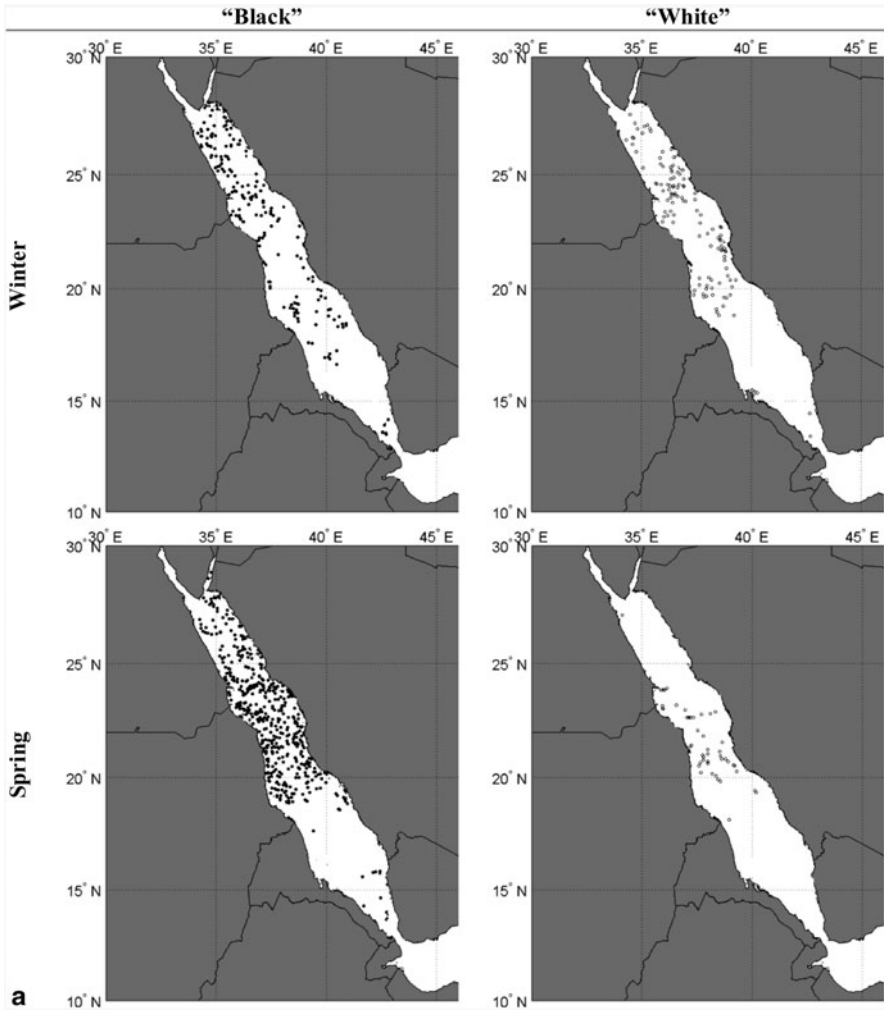 “Black” “White”
30° E 35° 40° E 45° E 30° E 35° E 40° E 45° E
30° N 30° N
25° N 25° N
Winter
20° N 20° N
15° N 15° N
10° N 10° N
30° E 35° 40° E 45° E 30° E 35° E 40° E 45° E
30° N 30° N
25° N 25° N
Spring
20° N 20° N
15° N 15° N
a 10° N 10° N